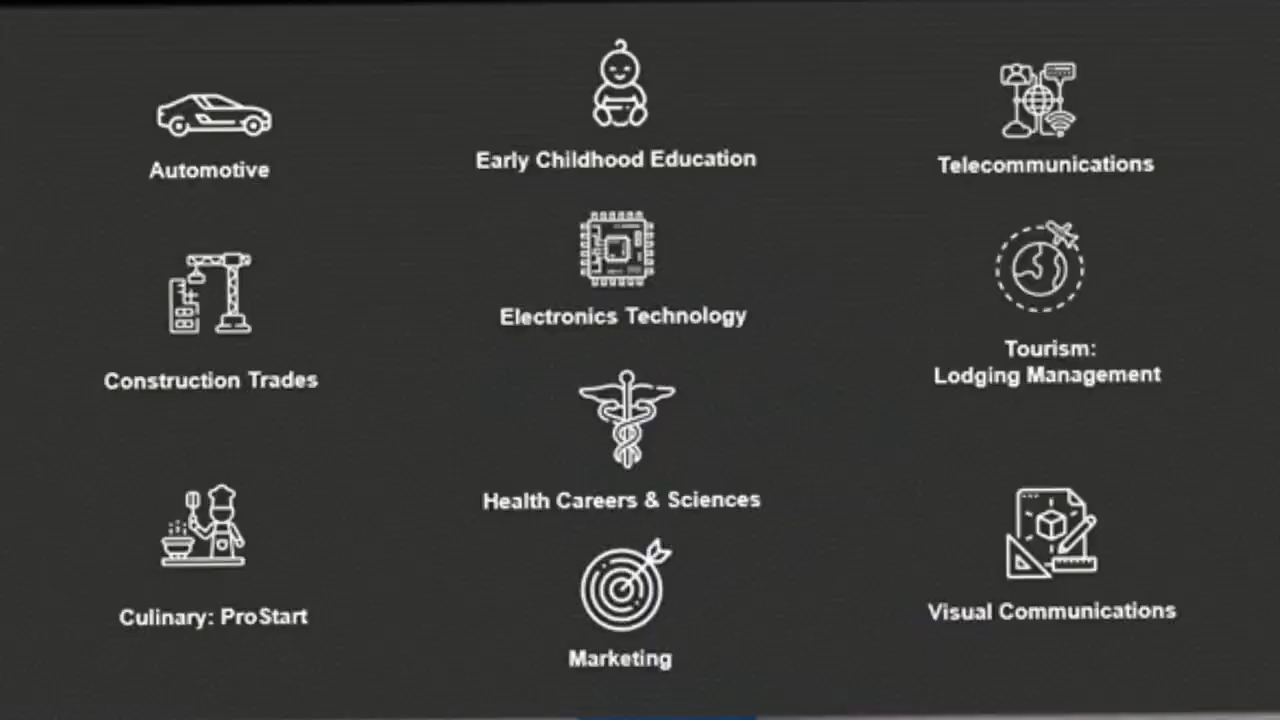 Automotive
Early Childhood Education
Telecommunications
Construction Trades
Electronics Technology
Tourism:
Lodging Management
Culinary: ProStart
Health Careers & Sciences
Marketing
Visual Communications